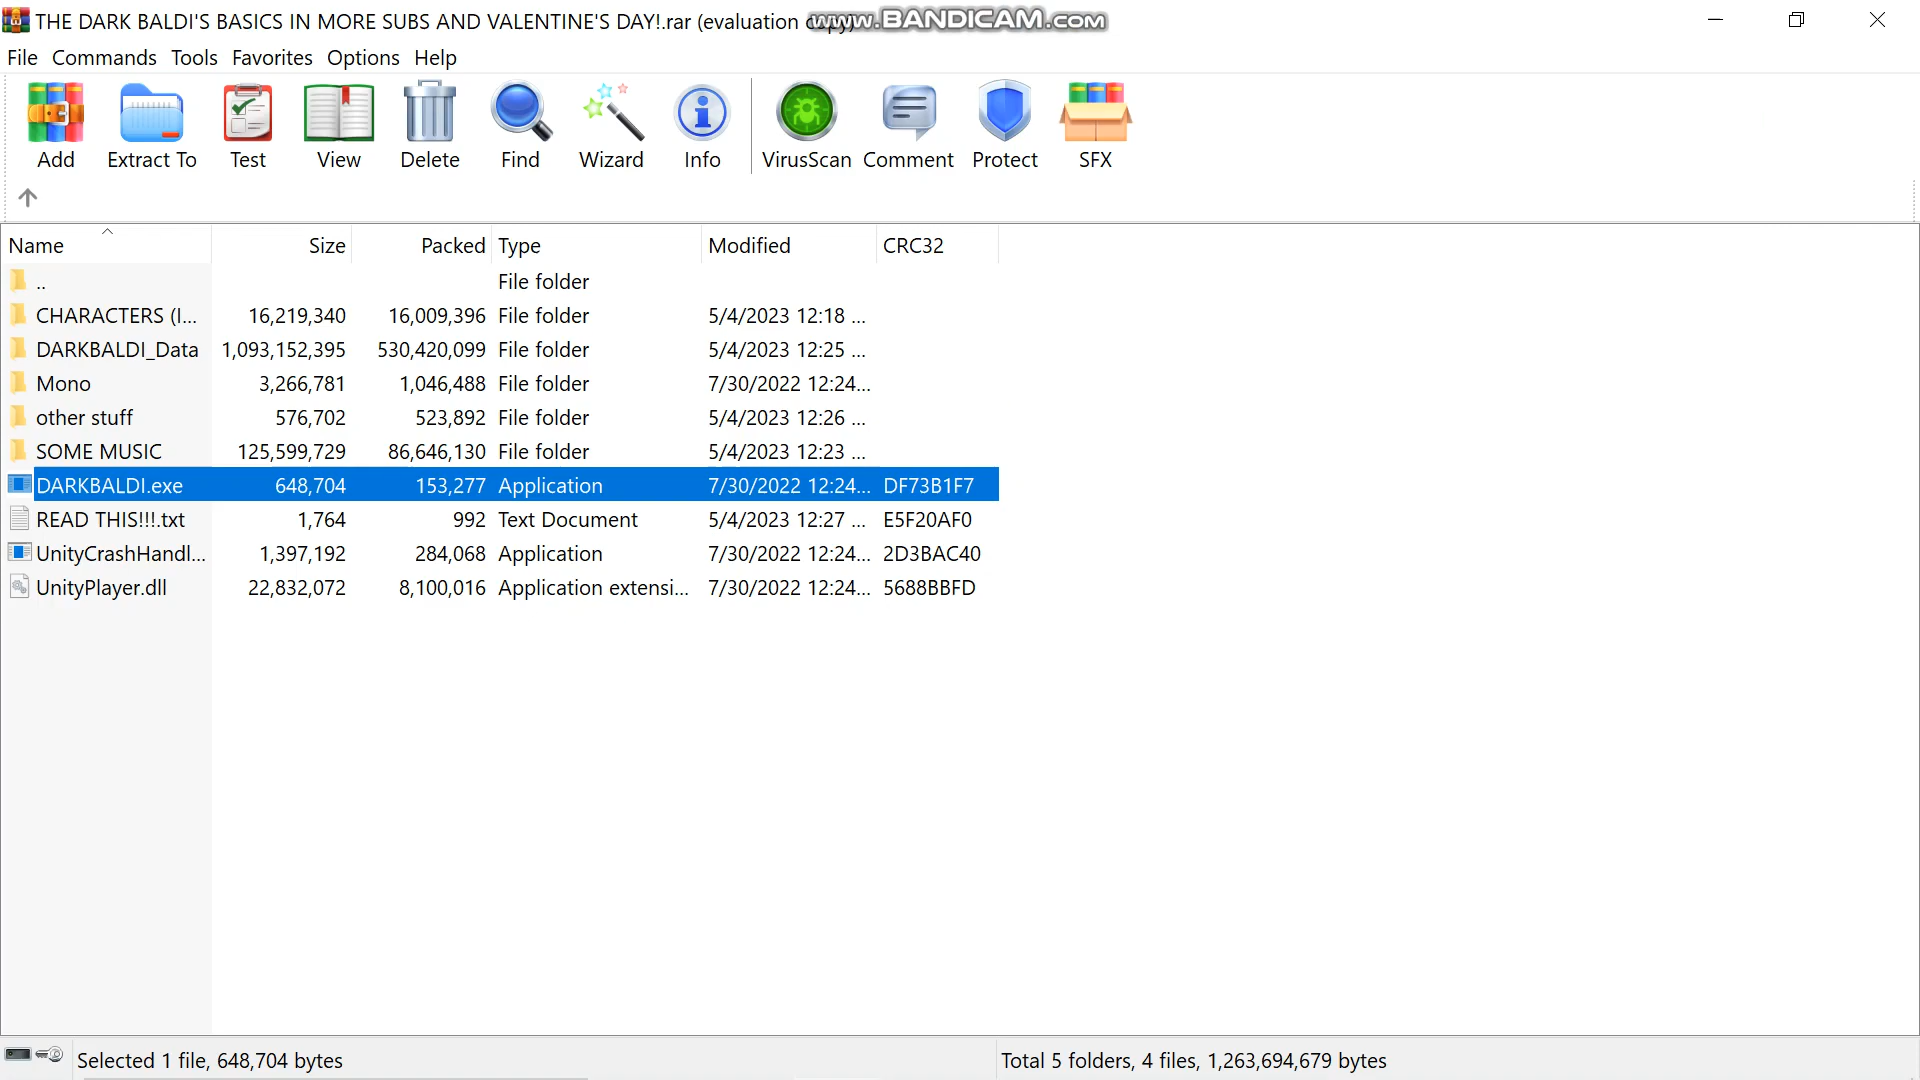 THE DARK BALDI'S BASICS IN MORE SUBS AND VALENTINE'S DAY!.rar (evaluation copy)
www.BANDICAM.com
File Commands Tools Favorites Options Help
Add Extract To Test View Delete Find Wizard Info VirusScan Comment Protect SFX
Name Size Packed Type Modified CRC32
.. File folder
CHARACTERS (I... 16,219,340 16,009,396 File folder 5/4/2023 12:18 ...
DARKBALDI_Data 1,093,152,395 530,420,099 File folder 5/4/2023 12:25 ...
Mono 3,266,781 1,046,488 File folder 7/30/2022 12:24...
other stuff 576,702 523,892 File folder 5/4/2023 12:26 ...
SOME MUSIC 125,599,729 86,646,130 File folder 5/4/2023 12:23 ...
DARKBALDI.exe 648,704 153,277 Application 7/30/2022 12:24... DF73B1F7
READ THIS!!!.txt 1,764 992 Text Document 5/4/2023 12:27 ... E5F20AF0
UnityCrashHandl... 1,397,192 284,068 Application 7/30/2022 12:24... 2D3BAC40
UnityPlayer.dll 22,832,072 8,100,016 Application extensi... 7/30/2022 12:24... 5688BBFD
Selected 1 file, 648,704 bytes
Total 5 folders, 4 files, 1,263,694,679 bytes